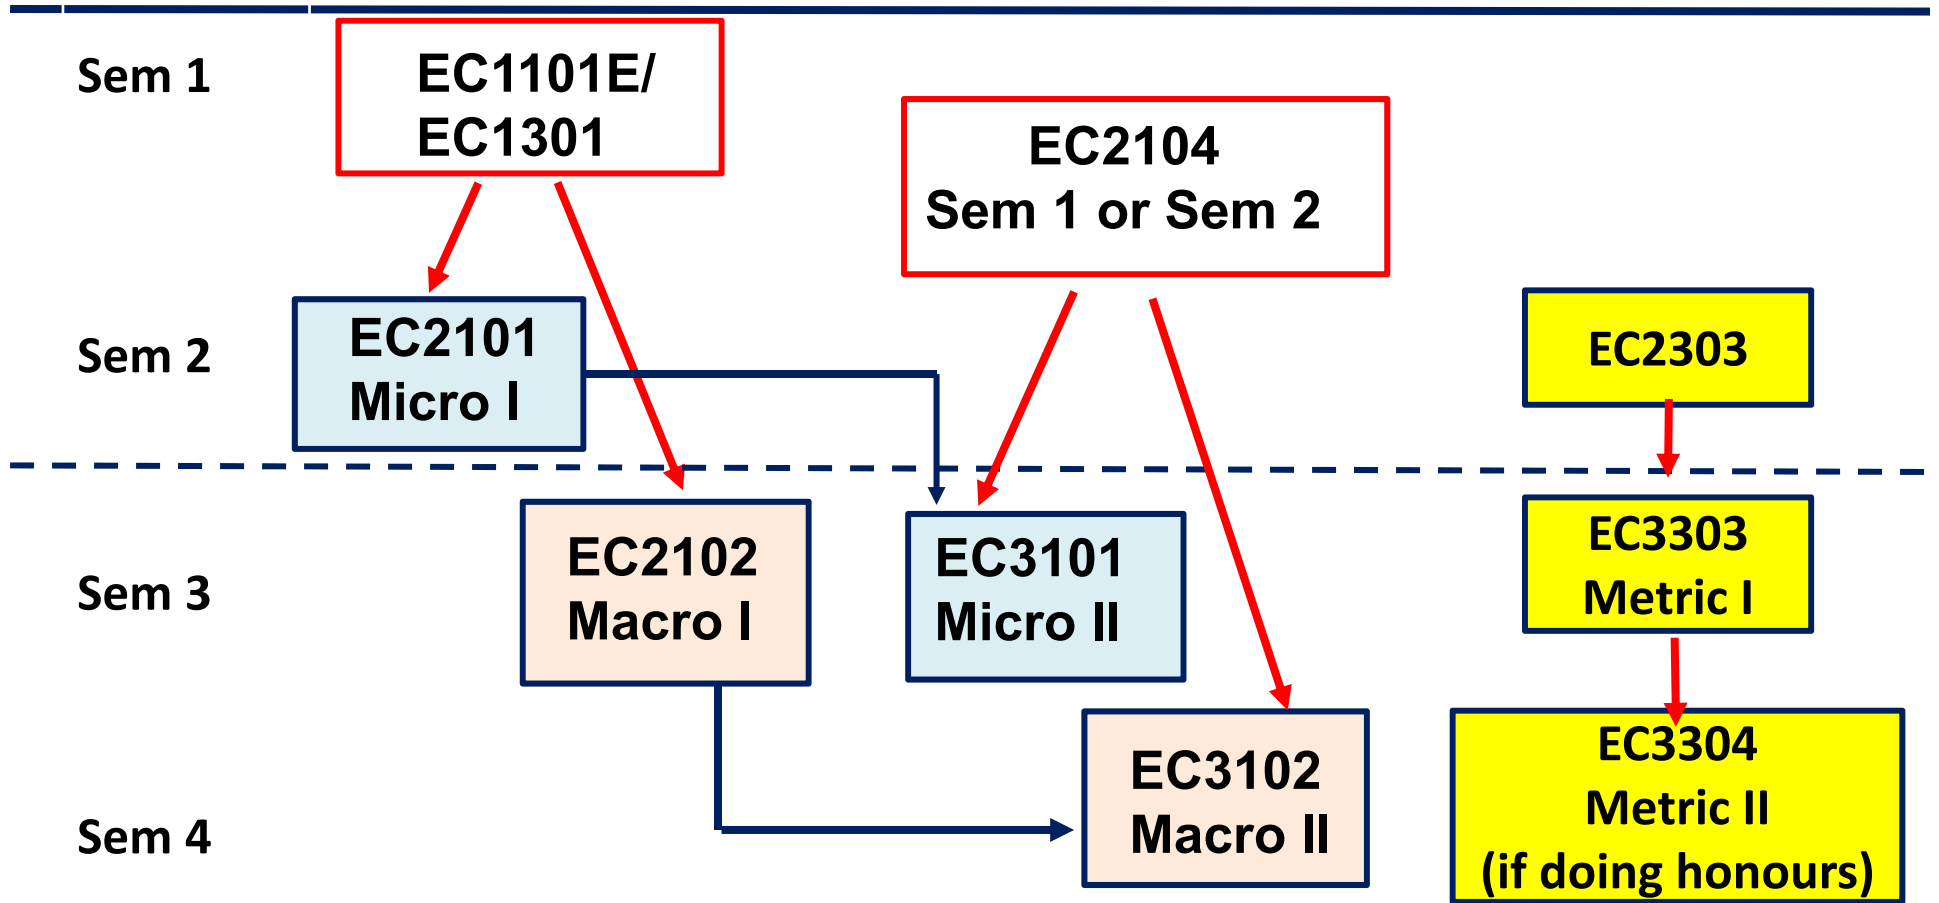 Sem 1
EC1101E/
EC1301
EC2104
Sem 1 or Sem 2
Sem 2
EC2101
Micro I
EC2303
Sem 3
EC2102
Macro I
EC3101
Micro II
EC3303
Metric I
Sem 4
EC3102
Macro II
EC3304
Metric II
(if doing honours)